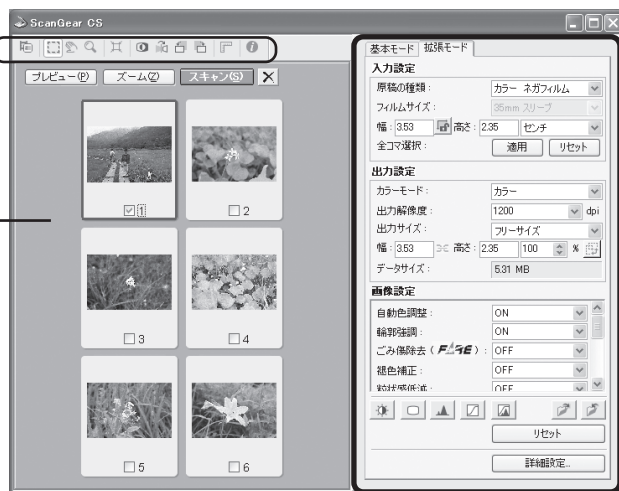 ScanGear CS
プレビュー(P) ズーム(Z) スキャン(S)
1
2
3
4
5
6
基本モード 拡張モード
入力設定
原稿の種類： カラー ネガフィルム
フィルムサイズ： 35mm スリーブ
幅： 3.53 高さ： 2.35 センチ
全コマ選択： 適用 リセット
出力設定
カラーモード： カラー
出力解像度： 1200 dpi
出力サイズ： フリーサイズ
幅： 3.53 高さ： 2.35 100 %
データサイズ： 5.31 MB
画像設定
自動色調整： ON
輪郭強調： ON
ごみ傷除去（FARE）： OFF
褪色補正： OFF
粒状感低減： OFF
リセット
詳細設定...